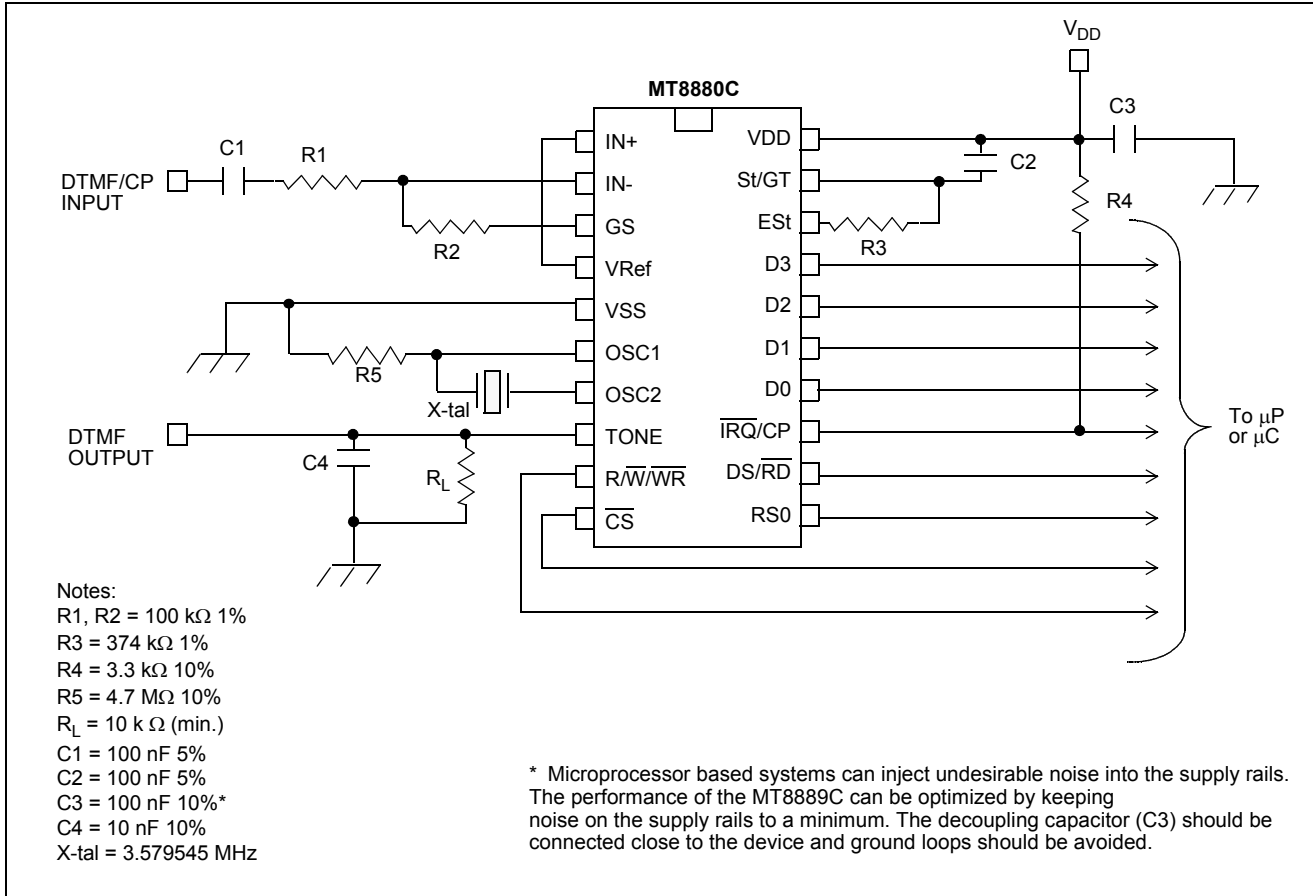 VDD
MT8880C
C3
C1
R1
DTMF/CP
INPUT
IN+
VDD
C2
IN-
St/GT
R4
R2
GS
ESt
R3
VRef
D3
VSS
D2
R5
OSC1
D1
X-tal
OSC2
D0
DTMF
OUTPUT
TONE
IRQ/CP
To μP
or μC
C4
RL
R/W/WR
DS/RD
CS
RS0
Notes:
R1, R2 = 100 kΩ 1%
R3 = 374 kΩ 1%
R4 = 3.3 kΩ 10%
R5 = 4.7 MΩ 10%
RL = 10 k Ω (min.)
C1 = 100 nF 5%
C2 = 100 nF 5%
C3 = 100 nF 10%*
C4 = 10 nF 10%
X-tal = 3.579545 MHz
* Microprocessor based systems can inject undesirable noise into the supply rails.
The performance of the MT8889C can be optimized by keeping
noise on the supply rails to a minimum. The decoupling capacitor (C3) should be
connected close to the device and ground loops should be avoided.